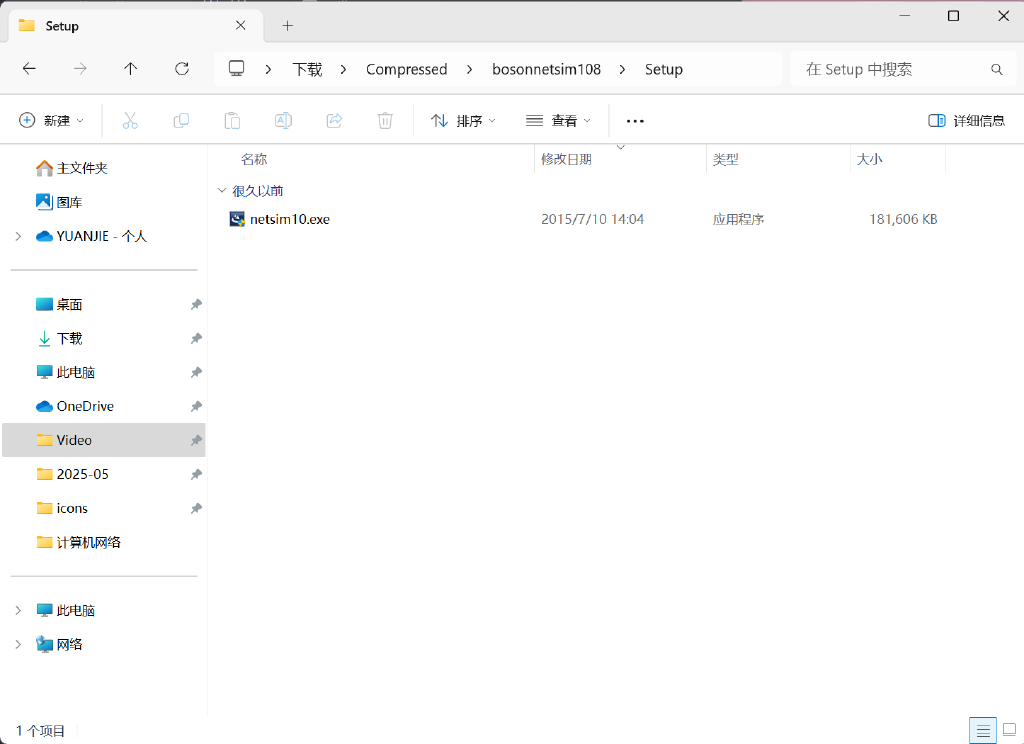 Setup
下载 Compressed bosonnetsim108 Setup 在 Setup 中搜索
新建 排序 查看 详细信息
名称 修改日期 类型 大小
很久以前
netsim10.exe 2015/7/10 14:04 应用程序 181,606 KB
主文件夹
图库
YUANJIE - 个人
桌面
下载
此电脑
OneDrive
Video
2025-05
icons
计算机网络
此电脑
网络
1 个项目